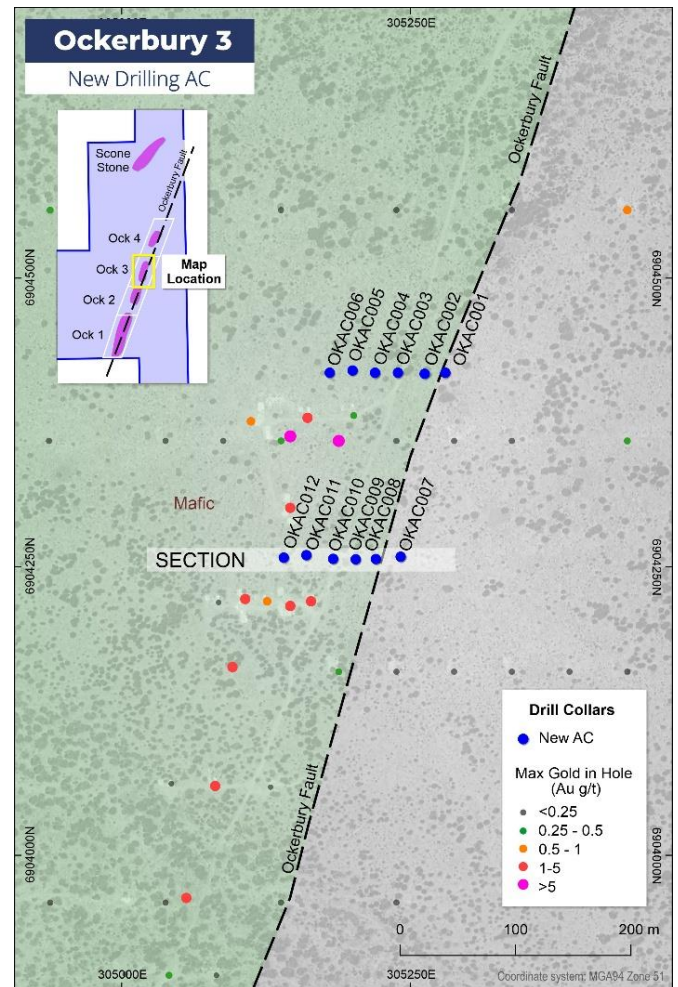 Ockerbury 3
New Drilling AC
305250E
Ockerbury Fault
Scone
Stone
Ockerbury Fault
Ock 4
Ock 3
Map
Location
Ock 2
Ock 1
6904500N
6904500N
OKAC006
OKAC005
OKAC004
OKAC003
OKAC002
OKAC001
Mafic
OKAC012
OKAC011
OKAC010
OKAC009
OKAC008
OKAC007
SECTION
6904250N
6904250N
Drill Collars
New AC
Max Gold in Hole
(Au g/t)
<0.25
0.25 - 0.5
0.5 - 1
1-5
>5
Ockerbury Fault
6904000N
6904000N
0 100 200 m
305000E
305250E
Coordinate system: MGA94 Zone 51